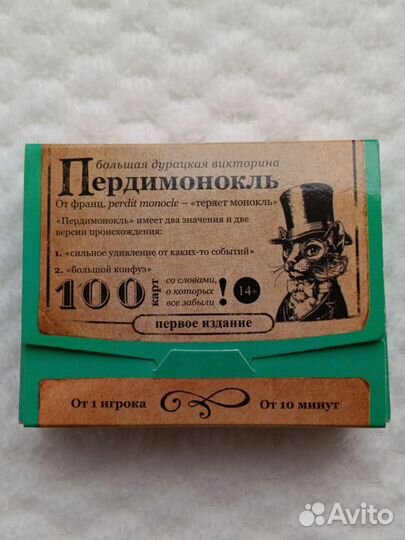 большая дурацкая викторина
Пердимонокль
От франц. perdit monocle – «теряет монокль»
«Пердимонокль» имеет два значения и две
версии происхождения:
1. «сильное удивление от каких-то событий»
2. «большой конфуз»
100 карт
со словами,
о которых
все забыли
!
14+
первое издание
От 1 игрока
От 10 минут
Avito